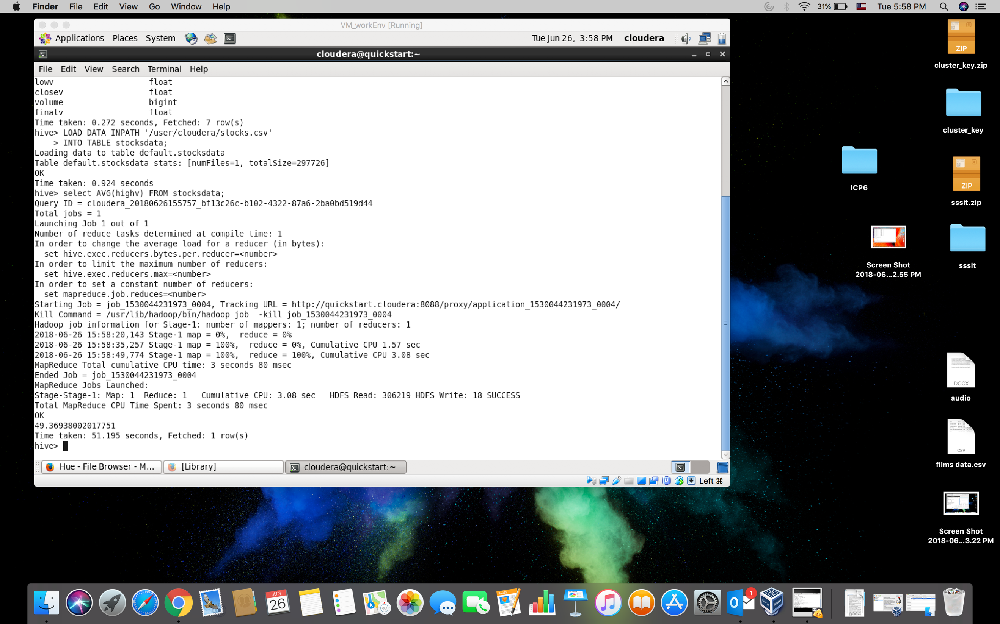 Finder File Edit View Go Window Help 31% Tue 5:58 PM
VM_workEnv [Running]
Applications Places System Tue Jun 26, 3:58 PM cloudera
cloudera@quickstart:~
File Edit View Search Terminal Help
lowv float
closev float
volume bigint
finalv float
Time taken: 0.272 seconds, Fetched: 7 row(s)
hive> LOAD DATA INPATH '/user/cloudera/stocks.csv'
    > INTO TABLE stocksdata;
Loading data to table default.stocksdata
Table default.stocksdata stats: [numFiles=1, totalSize=297726]
OK
Time taken: 0.924 seconds
hive> select AVG(highv) FROM stocksdata;
Query ID = cloudera_20180626155757_bf13c26c-b102-4322-87a6-2ba0bd519d44
Total jobs = 1
Launching Job 1 out of 1
Number of reduce tasks determined at compile time: 1
In order to change the average load for a reducer (in bytes):
  set hive.exec.reducers.bytes.per.reducer=<number>
In order to limit the maximum number of reducers:
  set hive.exec.reducers.max=<number>
In order to set a constant number of reducers:
  set mapreduce.job.reduces=<number>
Starting Job = job_1530044231973_0004, Tracking URL = http://quickstart.cloudera:8088/proxy/application_1530044231973_0004/
Kill Command = /usr/lib/hadoop/bin/hadoop job  -kill job_1530044231973_0004
Hadoop job information for Stage-1: number of mappers: 1; number of reducers: 1
2018-06-26 15:58:20,143 Stage-1 map = 0%,  reduce = 0%
2018-06-26 15:58:35,257 Stage-1 map = 100%,  reduce = 0%, Cumulative CPU 1.57 sec
2018-06-26 15:58:49,774 Stage-1 map = 100%,  reduce = 100%, Cumulative CPU 3.08 sec
MapReduce Total cumulative CPU time: 3 seconds 80 msec
Ended Job = job_1530044231973_0004
MapReduce Jobs Launched:
Stage-Stage-1: Map: 1  Reduce: 1   Cumulative CPU: 3.08 sec   HDFS Read: 306219 HDFS Write: 18 SUCCESS
Total MapReduce CPU Time Spent: 3 seconds 80 msec
OK
49.36938002017751
Time taken: 51.195 seconds, Fetched: 1 row(s)
hive>
Hue - File Browser - M... [Library] cloudera@quickstart:~
Left ⌘
ZIP
cluster_key.zip
cluster_key
ICP6
ZIP
sssit.zip
Screen Shot
2018-06...2.55 PM
sssit
DOCX
audio
csv
films data.csv
Screen Shot
2018-06...3.22 PM
JUN
26
3D
PAGES
O
1
2.6
DOCX